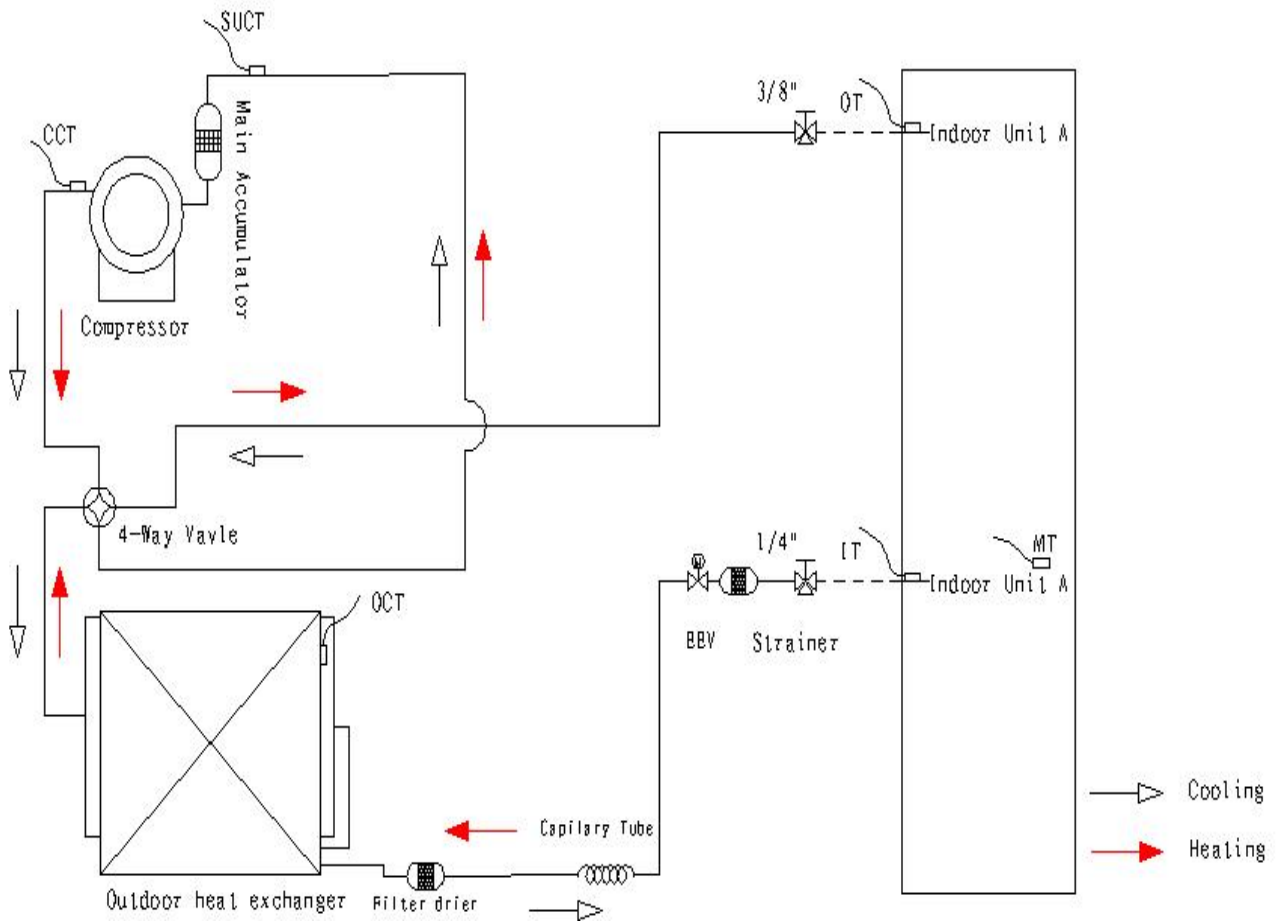 SUCT
CCT
Main Accumulator
3/8"
OT
Indoor Unit A
Compressor
4-Way Vavle
1/4"
IT
MT
M
Indoor Unit A
OCT
BBV
Strainer
Cooling
Capilary Tube
Heating
Outdoor heat exchanger
Filter drier